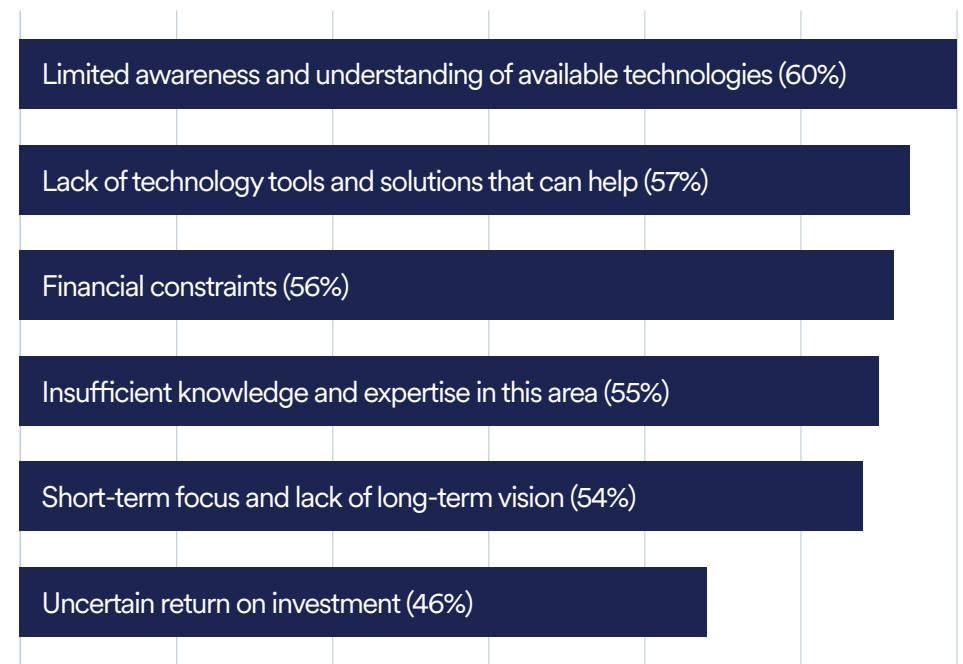 Limited awareness and understanding of available technologies (60%)
Lack of technology tools and solutions that can help (57%)
Financial constraints (56%)
Insufficient knowledge and expertise in this area (55%)
Short-term focus and lack of long-term vision (54%)
Uncertain return on investment (46%)